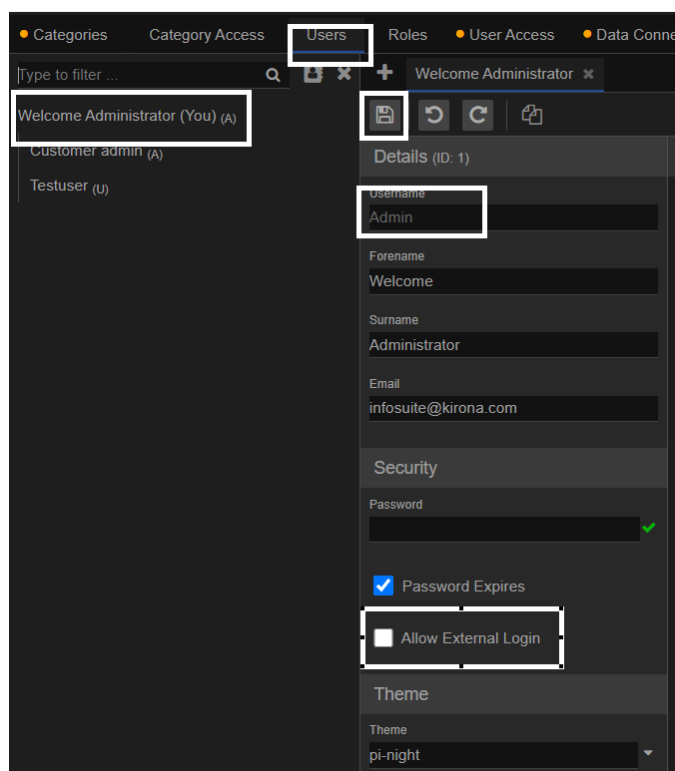 Categories Category Access Users Roles User Access Data Conne
Type to filter ... Welcome Administrator
Welcome Administrator (You) (A)
Customer admin (A)
Testuser (U)
Details (ID: 1)
Username
Admin
Forename
Welcome
Surname
Administrator
Email
infosuite@kirona.com
Security
Password
Password Expires
Allow External Login
Theme
Theme
pi-night